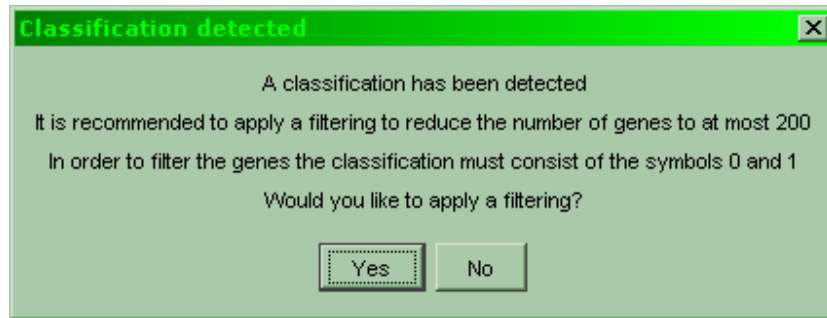 Classification detected
A classification has been detected
It is recommended to apply a filtering to reduce the number of genes to at most 200
In order to filter the genes the classification must consist of the symbols 0 and 1
Would you like to apply a filtering?
Yes No